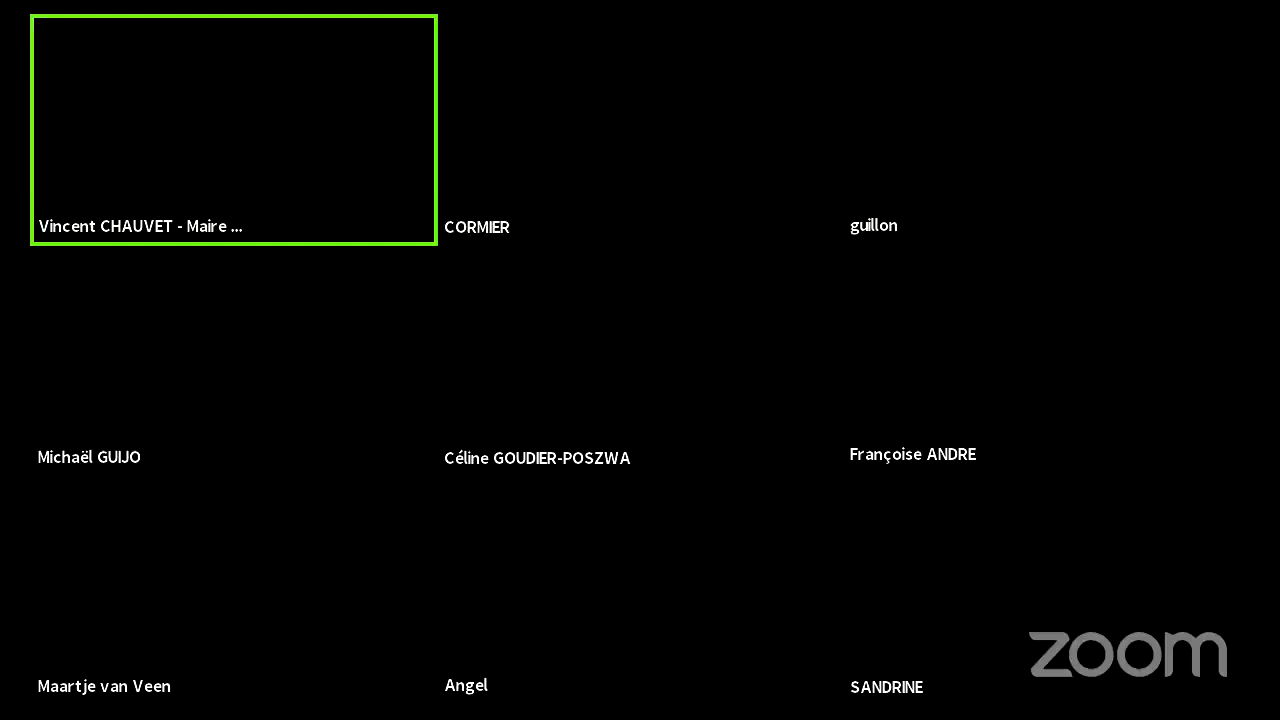 Vincent CHAUVET - Maire ...
CORMIER
guillon
Michaël GUIJO
Céline GOUDIER-POSZWA
Françoise ANDRE
Maartje van Veen
Angel
SANDRINE
zoom